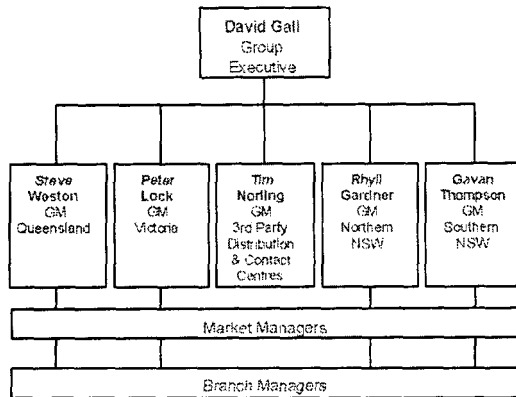 David Gall
Group
Executive
Steve
Weston
GM
Queensland
Peter
Lock
GM
Victoria
Tim
Norling
GM
3rd Party
Distribution
& Contact
Centres
Rhyll
Gardner
GM
Northern
NSW
Gavan
Thompson
GM
Southern
NSW
Market Managers
Branch Managers